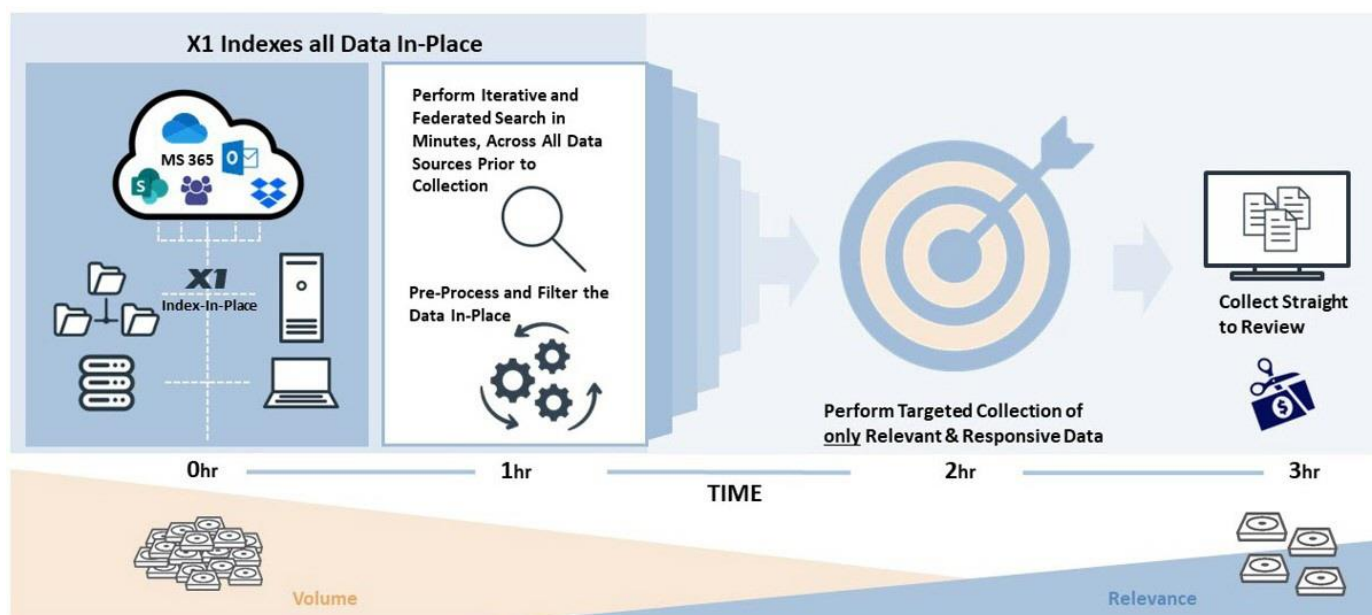 X1 Indexes all Data In-Place
MS 365
X1
Index-In-Place
Perform Iterative and
Federated Search in
Minutes, Across All Data
Sources Prior to
Collection
Pre-Process and Filter the
Data In-Place
Perform Targeted Collection of
only Relevant & Responsive Data
Collect Straight
to Review
0hr
1hr
2hr
3hr
TIME
Volume
Relevance